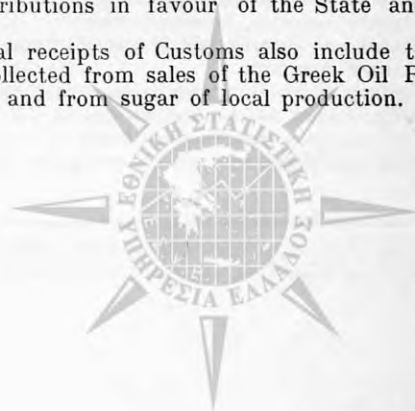 ributions in favour of the State an
al receipts of Customs also include t
ollected from sales of the Greek Oil
and from sugar of local production.
ΕΘΝΙΚΗ ΣΤΑΤΙΣΤΙΚΗ
ΥΠΗΡΕΣΙΑ ΕΛΛΑΔΟΣ